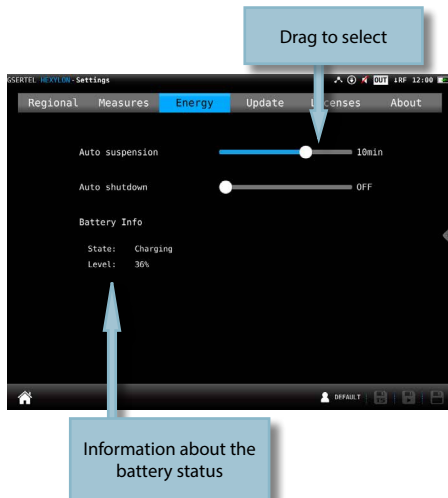 Drag to select
GSERTEL HEXYLON-Settings OUT RF 12:00
Regional Measures Energy Update Licenses About
Auto suspension 10min
Auto shutdown OFF
Battery Info
State: Charging
Level: 36%
DEFAULT
Information about the
battery status